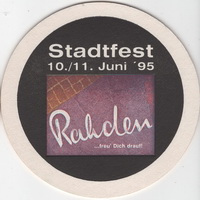 Stadtfest
10./11. Juni ´95
Rahden
...freu' Dich drauf!